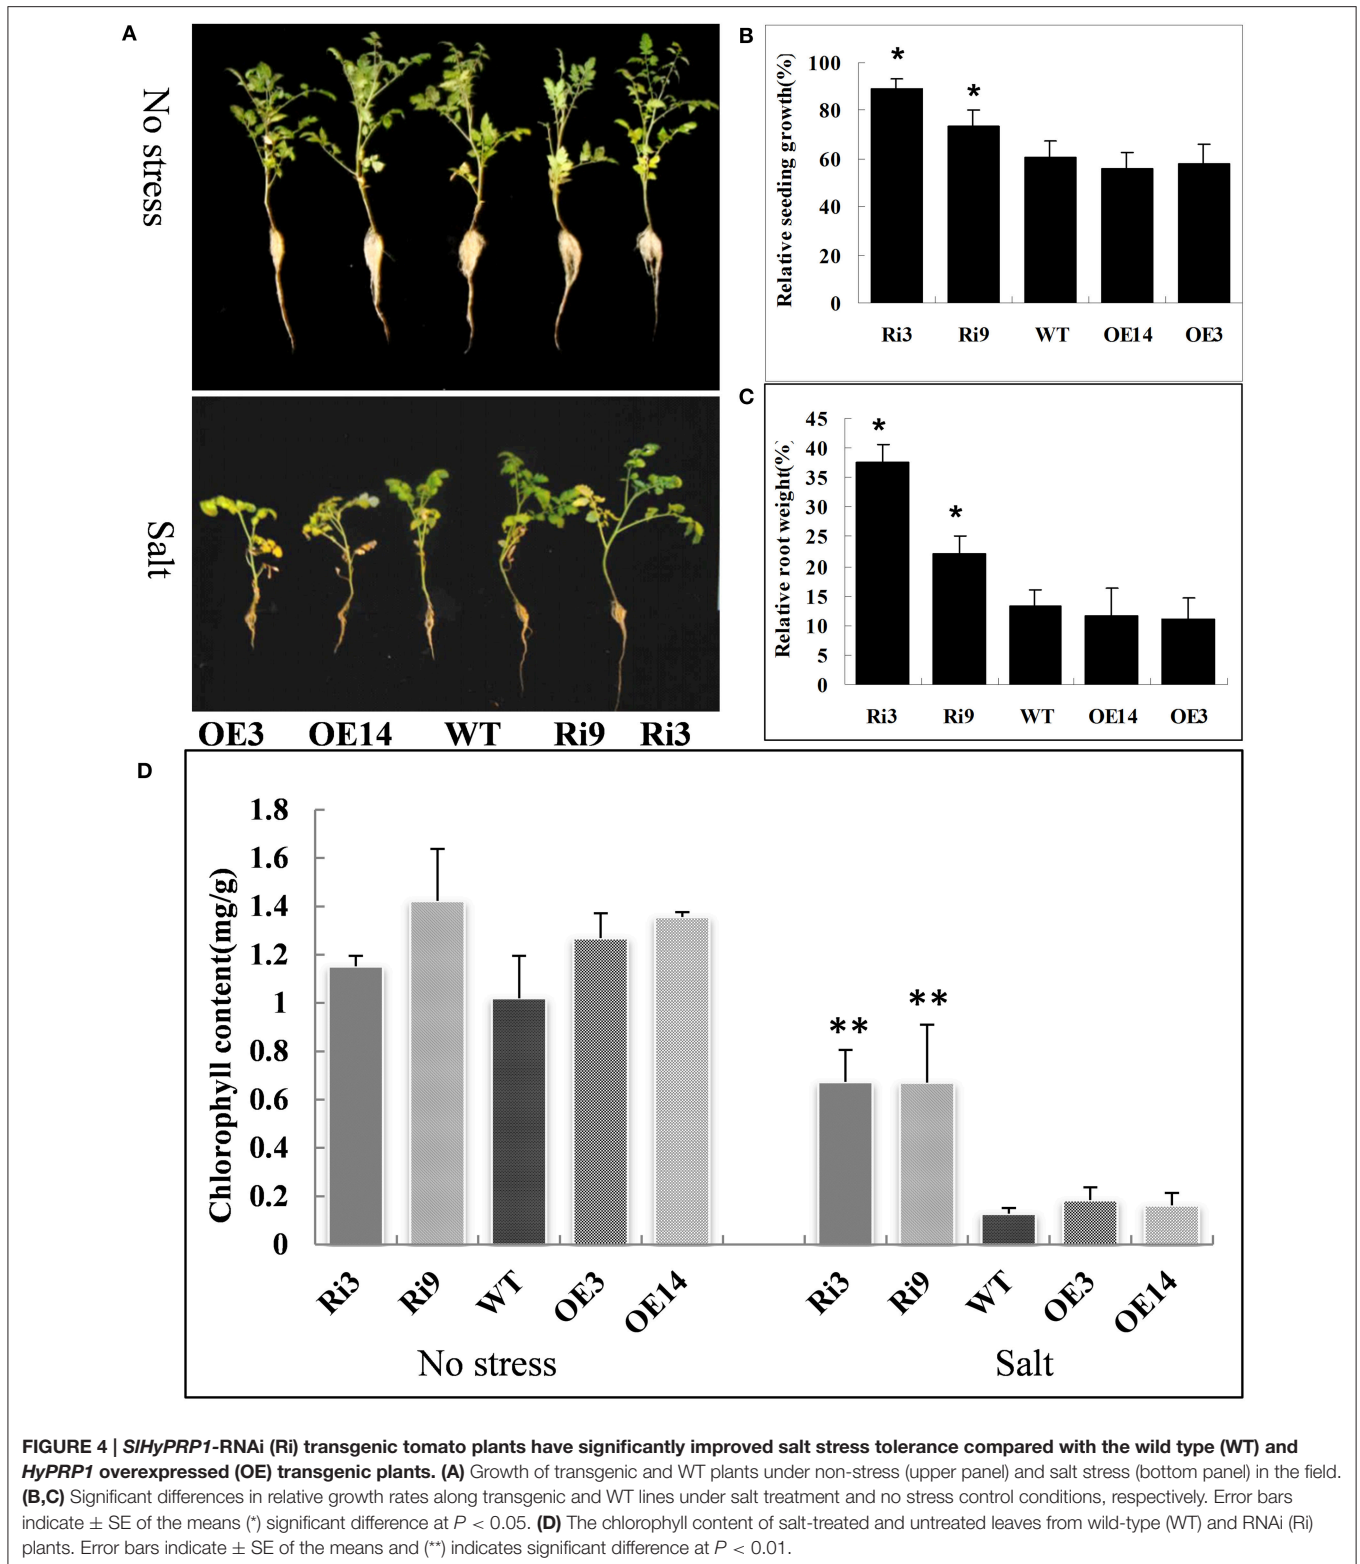 A
No stress
Salt
OE3 OE14 WT Ri9 Ri3
B
Relative seeding growth(%)
100
80
60
40
20
0
* *
Ri3 Ri9 WT OE14 OE3
C
Relative root weight(%)
45
40
35
30
25
20
15
10
5
0
* *
Ri3 Ri9 WT OE14 OE3
D
Chlorophyll content(mg/g)
1.8
1.6
1.4
1.2
1
0.8
0.6
0.4
0.2
0
** **
Ri3 Ri9 WT OE3 OE14 Ri3 Ri9 WT OE3 OE14
No stress Salt
FIGURE 4 | SlHyPRP1-RNAi (Ri) transgenic tomato plants have significantly improved salt stress tolerance compared with the wild type (WT) and
HyPRP1 overexpressed (OE) transgenic plants. (A) Growth of transgenic and WT plants under non-stress (upper panel) and salt stress (bottom panel) in the field.
(B,C) Significant differences in relative growth rates along transgenic and WT lines under salt treatment and no stress control conditions, respectively. Error bars
indicate ± SE of the means (*) significant difference at P < 0.05. (D) The chlorophyll content of salt-treated and untreated leaves from wild-type (WT) and RNAi (Ri)
plants. Error bars indicate ± SE of the means and (**) indicates significant difference at P < 0.01.